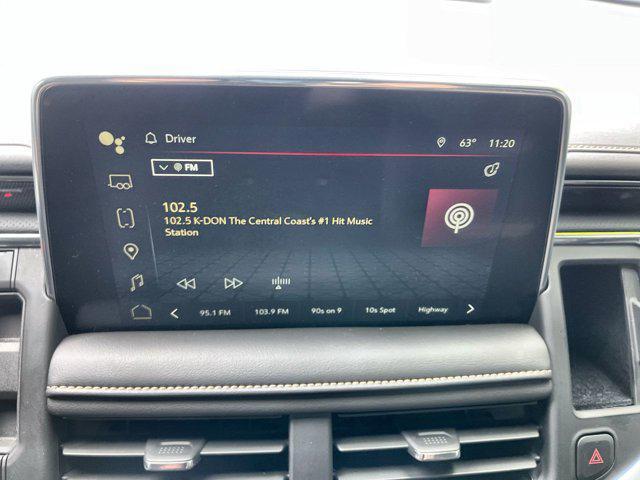 Driver
63° 11:20
FM
102.5
102.5 K-DON The Central Coast's #1 Hit Music
Station
95.1 FM 103.9 FM 90s on 9 10s Spot Highway